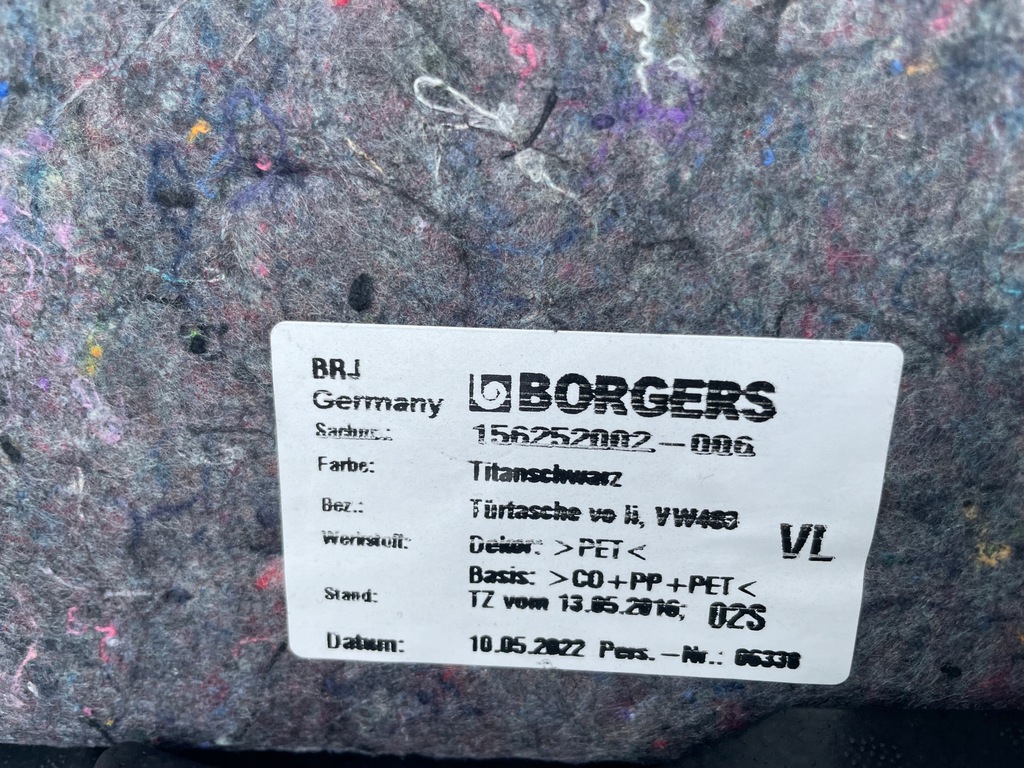 BRJ
Germany BORGERS
Sachnr.: 156252002-006
Farbe: Titanschwarz
Bez.: Türtasche vo li, VW483
Werkstoff: Dekor: >PET<
VL
Basis: >CO+PP+PET<
Stand: TZ vom 13.05.2016; 02S
Datum: 10.05.2022 Pers.-Nr.: 06338